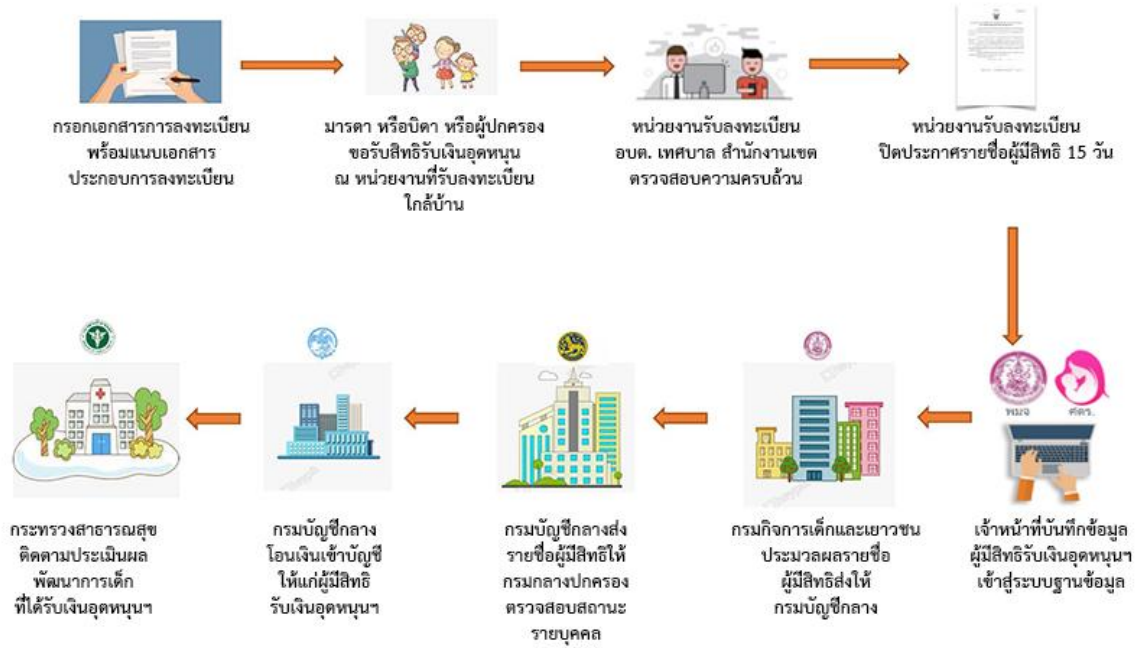 กรอกเอกสารการลงทะเบียน
พร้อมแนบเอกสาร
ประกอบการลงทะเบียน
มารดา หรือบิดา หรือผู้ปกครอง
ขอรับสิทธิรับเงินอุดหนุน
ณ หน่วยงานที่รับลงทะเบียน
ใกล้บ้าน
หน่วยงานรับลงทะเบียน
อบต. เทศบาล สำนักงานเขต
ตรวจสอบความครบถ้วน
หน่วยงานรับลงทะเบียน
ปิดประกาศรายชื่อผู้มีสิทธิ 15 วัน
พมจ
ศดร.
เจ้าหน้าที่บันทึกข้อมูล
ผู้มีสิทธิรับเงินอุดหนุนฯ
เข้าสู่ระบบฐานข้อมูล
กรมกิจการเด็กและเยาวชน
ประมวลผลรายชื่อ
ผู้มีสิทธิส่งให้
กรมบัญชีกลาง
กรมบัญชีกลางส่ง
รายชื่อผู้มีสิทธิให้
กรมกลางปกครอง
ตรวจสอบสถานะ
รายบุคคล
กรมบัญชีกลาง
โอนเงินเข้าบัญชี
ให้แก่ผู้มีสิทธิ
รับเงินอุดหนุนฯ
กระทรวงสาธารณสุข
ติดตามประเมินผล
พัฒนาการเด็ก
ที่ได้รับเงินอุดหนุนฯ